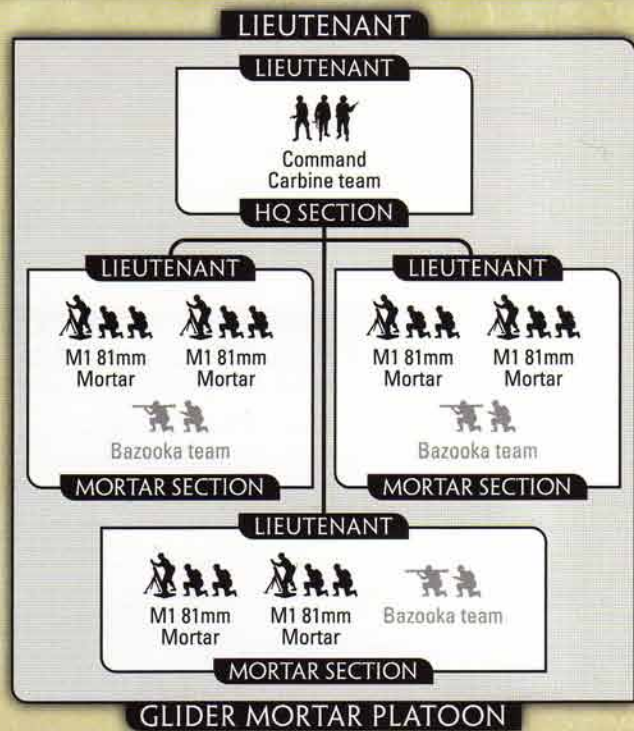 LIEUTENANT
LIEUTENANT
Command
Carbine team
HQ SECTION
LIEUTENANT
M1 81mm
Mortar
M1 81mm
Mortar
Bazooka team
MORTAR SECTION
LIEUTENANT
M1 81mm
Mortar
M1 81mm
Mortar
Bazooka team
MORTAR SECTION
LIEUTENANT
M1 81mm
Mortar
M1 81mm
Mortar
Bazooka team
MORTAR SECTION
GLIDER MORTAR PLATOON